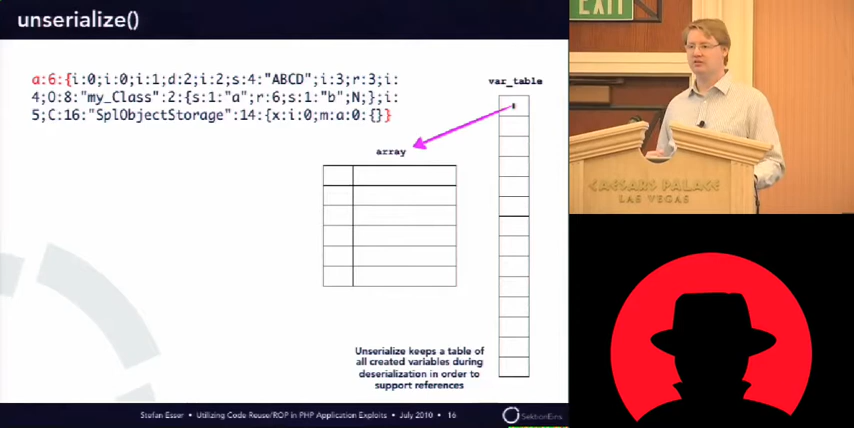 unserialize()
a:6:{i:0;i:0;i:1;d:2;i:2;s:4:"ABCD";i:3;r:3;i:
4;O:8:"my_Class":2:{s:1:"a";r:6;s:1:"b";N;};i:
5;C:16:"SplObjectStorage":14:{x:i:0;m:a:0:{}}
var_table
array
Unserialize keeps a table of
all created variables during
deserialization in order to
support references
Stefan Esser • Utilizing Code Reuse/ROP in PHP Application Exploits • July 2010 • 16
SektionEins
EXIT
CAESARS PALACE
LAS VEGAS